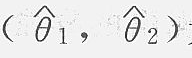 ( θ̂ 1 , θ̂ 2 )